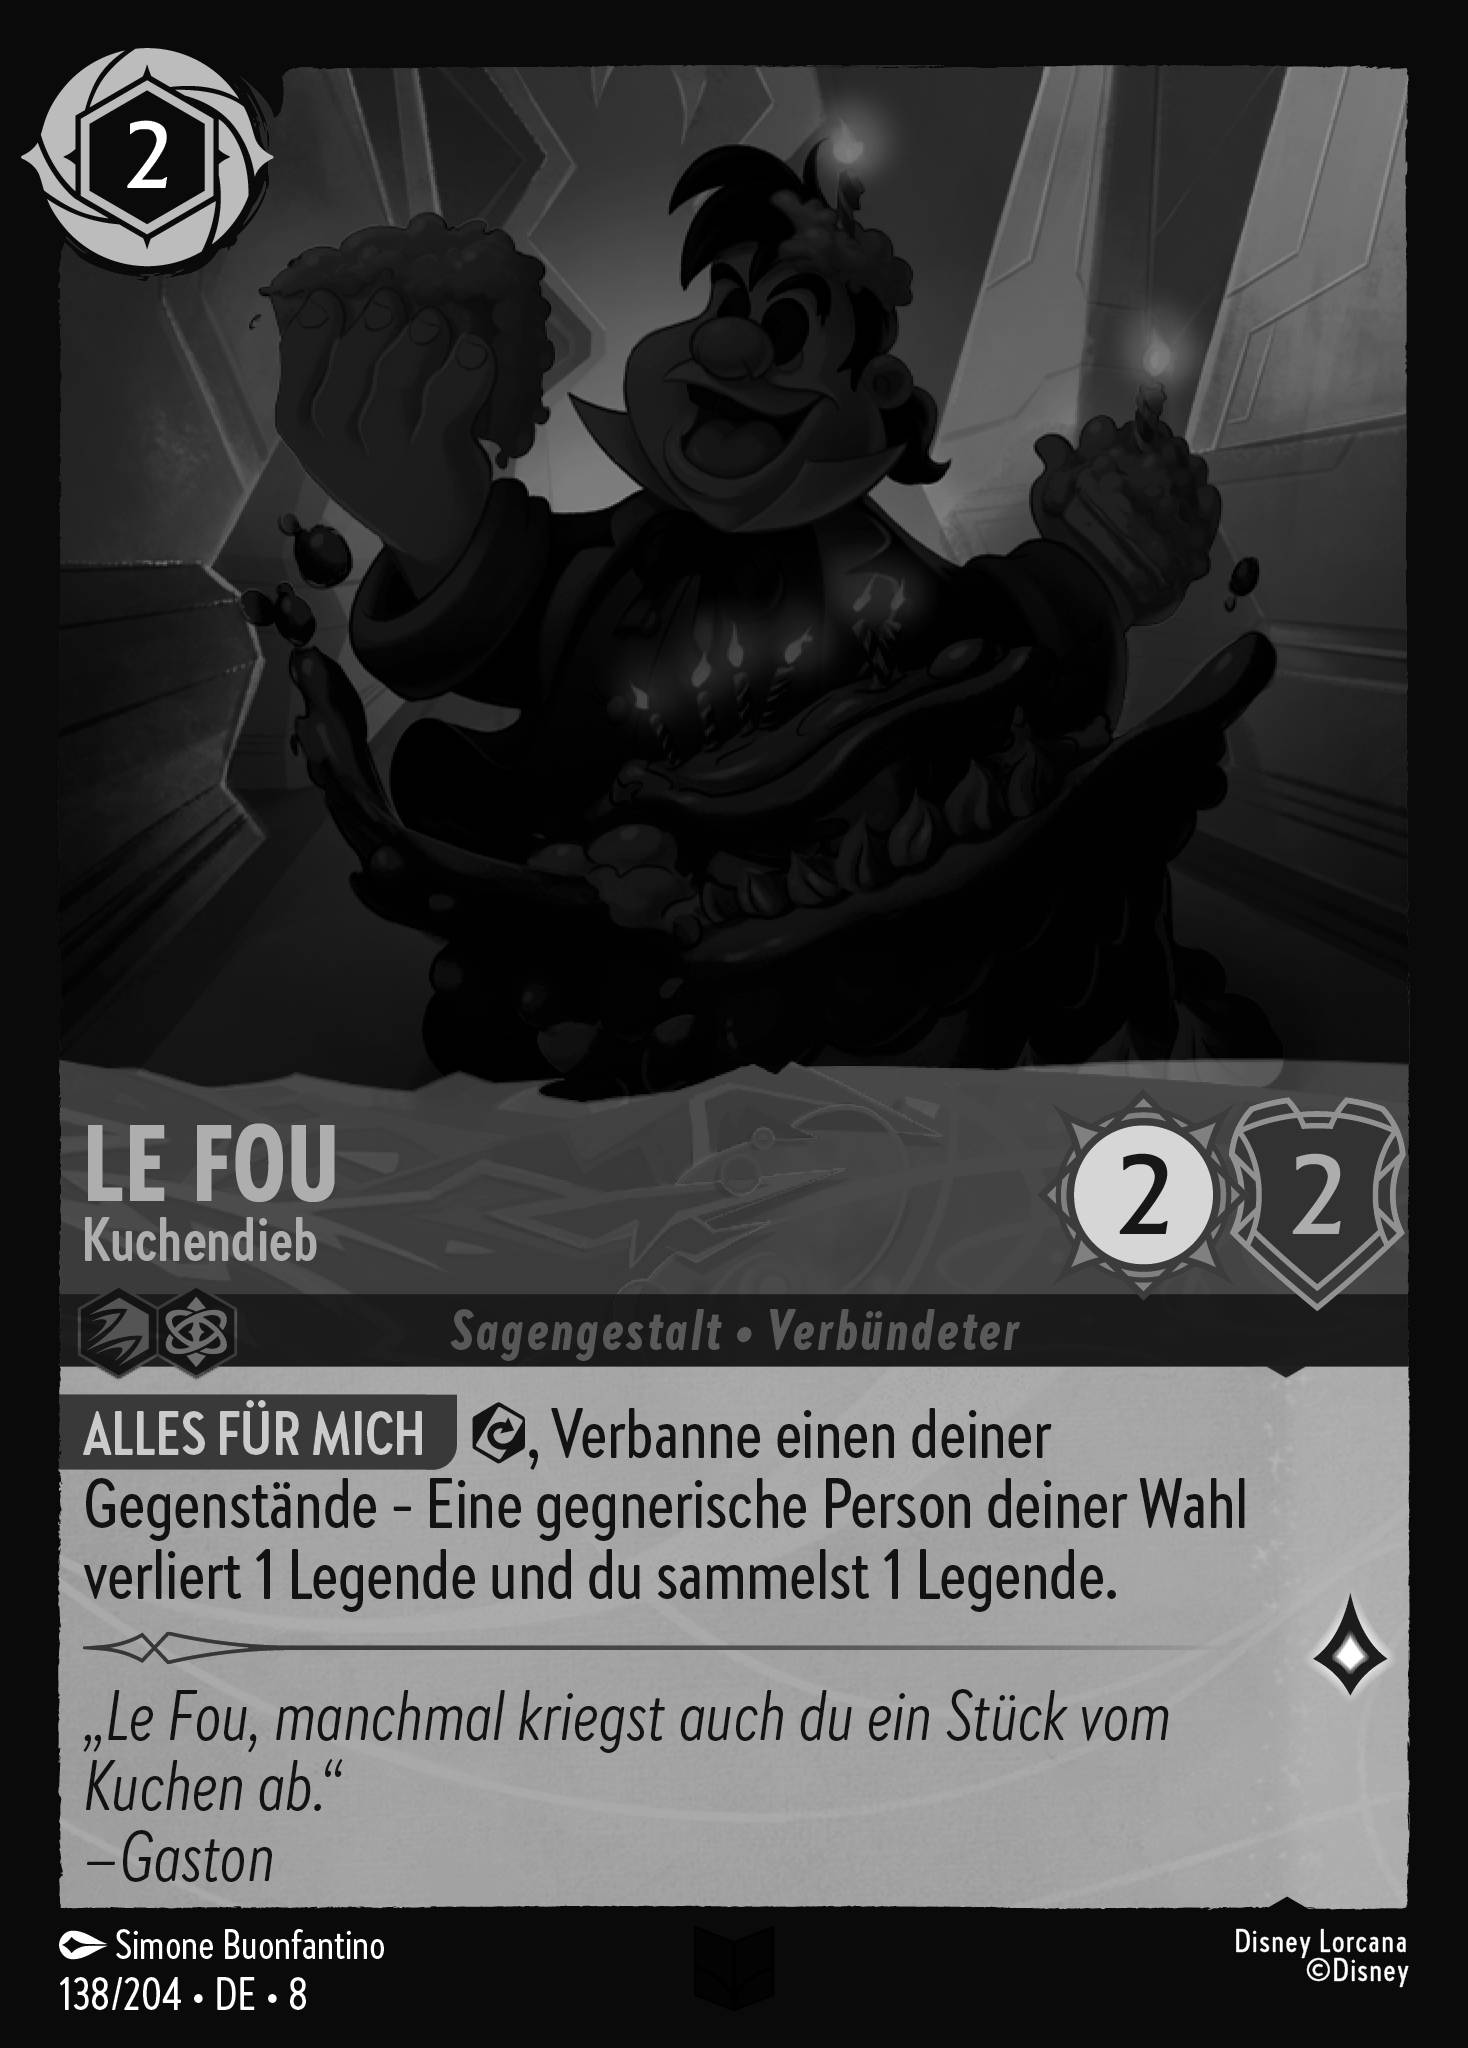 2
LE FOU
Kuchendieb
2 2
Sagengestalt • Verbündeter
ALLES FÜR MICH , Verbanne einen deiner
Gegenstände – Eine gegnerische Person deiner Wahl
verliert 1 Legende und du sammelst 1 Legende.
„Le Fou, manchmal kriegst auch du ein Stück vom
Kuchen ab.“
—Gaston
Simone Buonfantino
138/204 • DE • 8
Disney Lorcana
©Disney